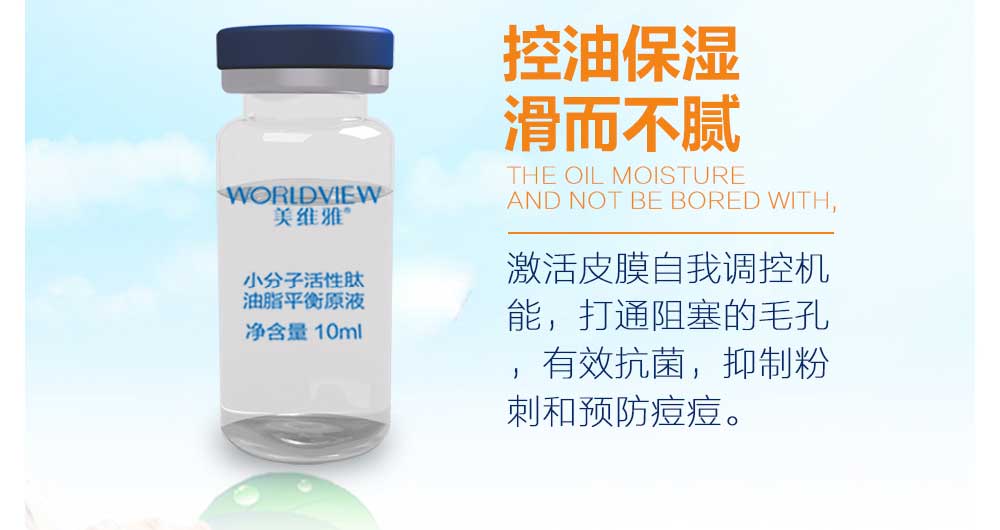 控油保湿
滑而不腻
THE OIL MOISTURE
AND NOT BE BORED WITH,
激活皮膜自我调控机
能，打通阻塞的毛孔
，有效抗菌，抑制粉
刺和预防痘痘。
WORLDVIEW
美维雅®
小分子活性肽
油脂平衡原液
净含量 10ml